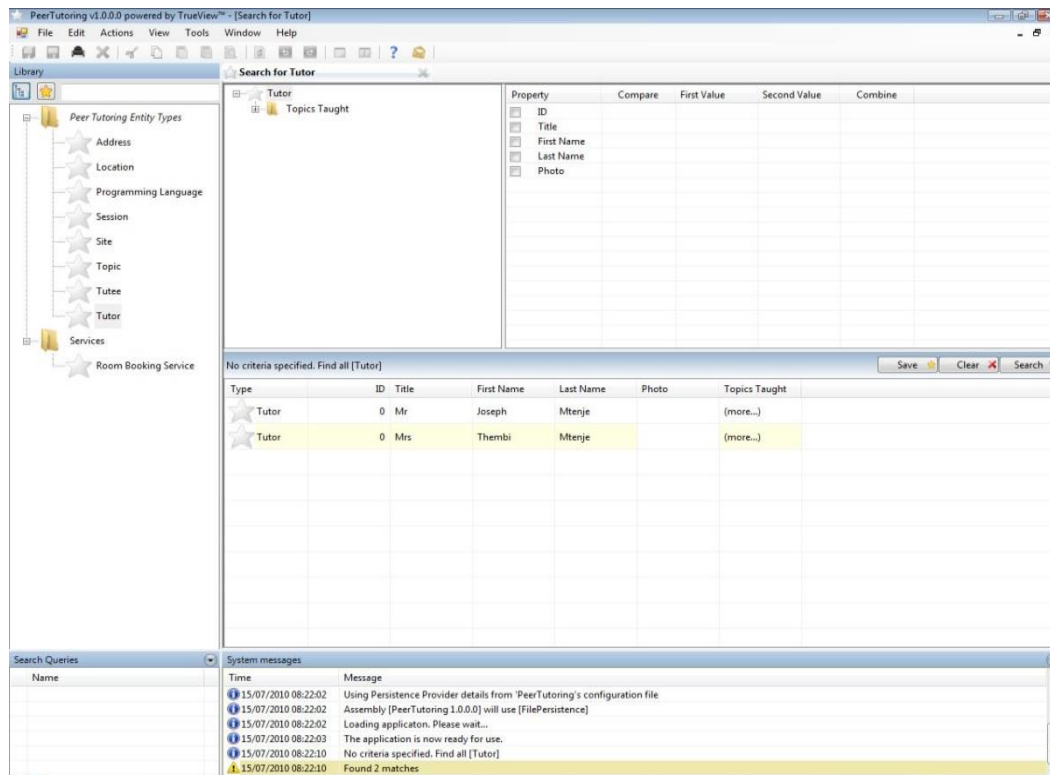 PeerTutoring v1.0.0.0 powered by TrueView™ - [Search for Tutor]
File Edit Actions View Tools Window Help
Library
Search for Tutor
Peer Tutoring Entity Types
Address
Location
Programming Language
Session
Site
Topic
Tutee
Tutor
Services
Room Booking Service
Tutor
Topics Taught
Property Compare First Value Second Value Combine
ID
Title
First Name
Last Name
Photo
No criteria specified. Find all [Tutor] Save Clear Search
Type ID Title First Name Last Name Photo Topics Taught
Tutor 0 Mr Joseph Mtenje (more...)
Tutor 0 Mrs Thembi Mtenje (more...)
Search Queries
Name
System messages
Time Message
15/07/2010 08:22:02 Using Persistence Provider details from 'PeerTutoring's configuration file
15/07/2010 08:22:02 Assembly [PeerTutoring 1.0.0.0] will use [FilePersistence]
15/07/2010 08:22:02 Loading applicaton. Please wait...
15/07/2010 08:22:03 The application is now ready for use.
15/07/2010 08:22:10 No criteria specified. Find all [Tutor]
15/07/2010 08:22:10 Found 2 matches